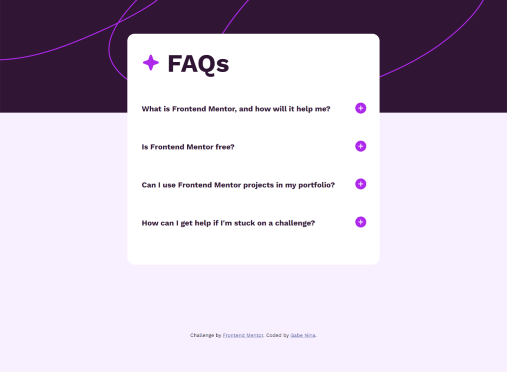 FAQs
What is Frontend Mentor, and how will it help me?
Is Frontend Mentor free?
Can I use Frontend Mentor projects in my portfolio?
How can I get help if I'm stuck on a challenge?
Challenge by Frontend Mentor. Coded by Gabe Nina.